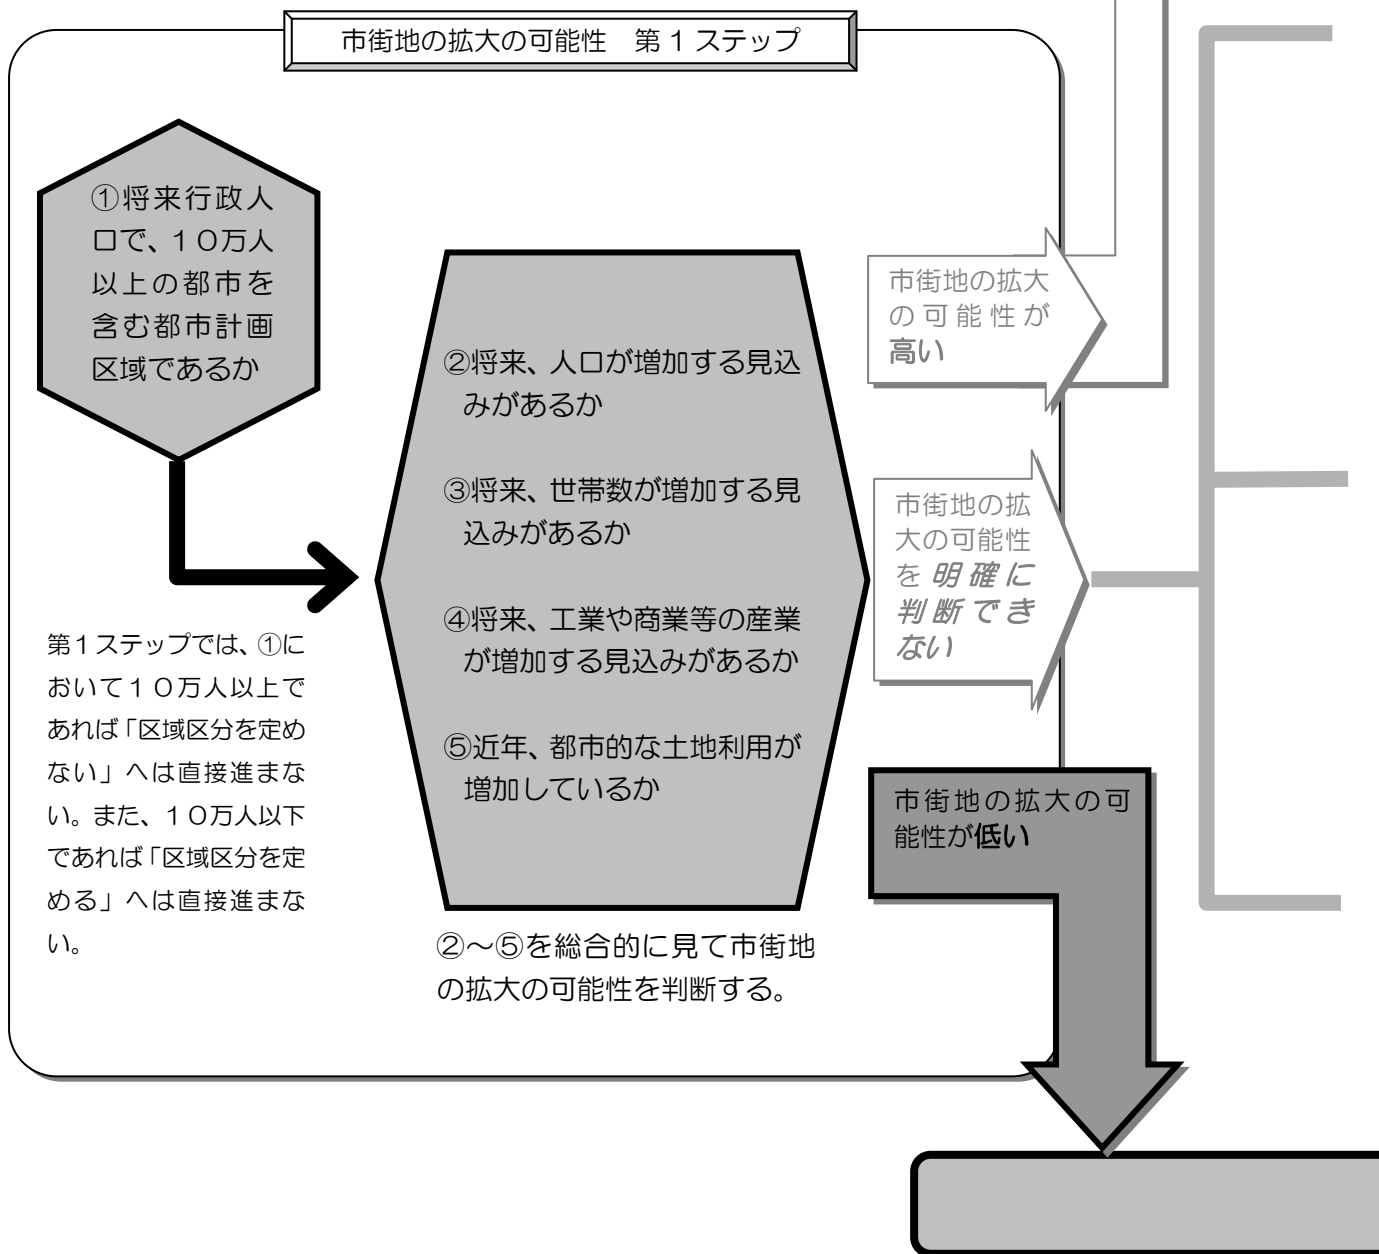 市街地の拡大の可能性　第１ステップ
①将来行政人
口で、１０万人
以上の都市を
含む都市計画
区域であるか
第１ステップでは、①に
おいて１０万人以上で
あれば「区域区分を定め
ない」へは直接進まな
い。また、１０万人以下
であれば「区域区分を定
める」へは直接進まな
い。
②将来、人口が増加する見込
みがあるか
③将来、世帯数が増加する見
込みがあるか
④将来、工業や商業等の産業
が増加する見込みがあるか
⑤近年、都市的な土地利用が
増加しているか
②～⑤を総合的に見て市街地
の拡大の可能性を判断する。
市街地の拡大
の可能性が
高い
市街地の拡
大の可能性
を明確に
判断でき
ない
市街地の拡大の可
能性が低い